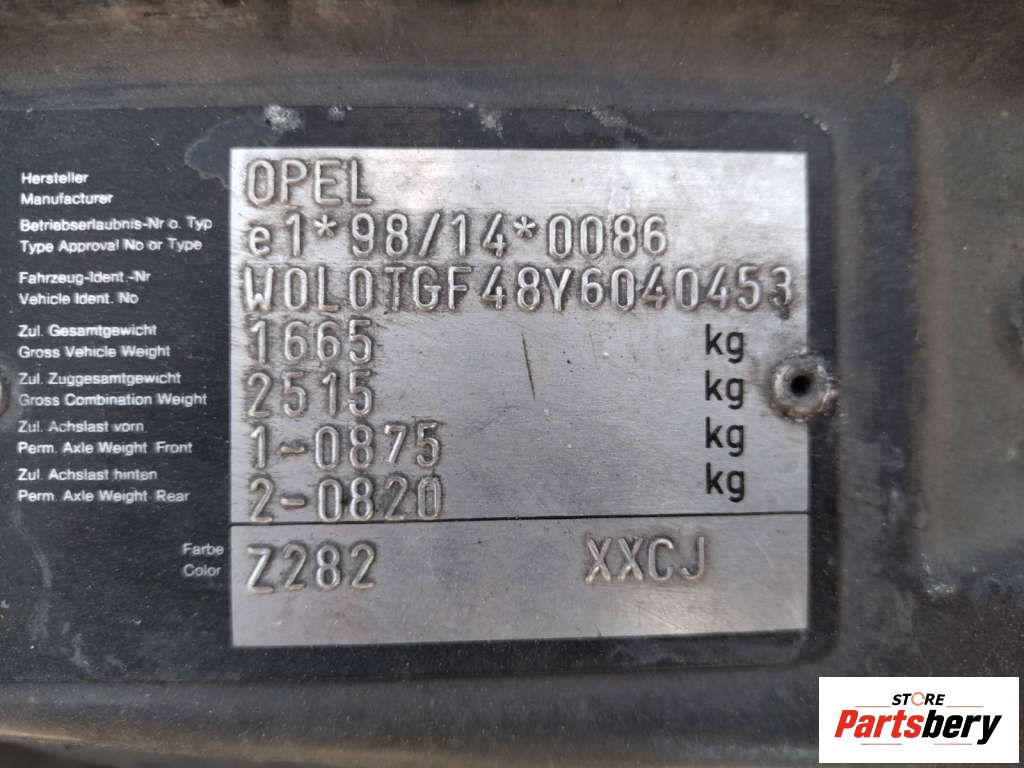 Hersteller
Manufacturer
OPEL
Betriebserlaubnis-Nr o. Typ
Type Approval No or Type
e1*98/14*0086
Fahrzeug-Ident.-Nr
Vehicle Ident. No
W0L0TGF48Y6040453
Zul. Gesamtgewicht
Gross Vehicle Weight
1665 kg
Zul. Zuggesamtgewicht
Gross Combination Weight
2515 kg
Zul. Achslast vorn
Perm. Axle Weight Front
1-0875 kg
Zul. Achslast hinten
Perm. Axle Weight Rear
2-0820 kg
Farbe
Color
Z282 XXCJ
STORE
Partsbery